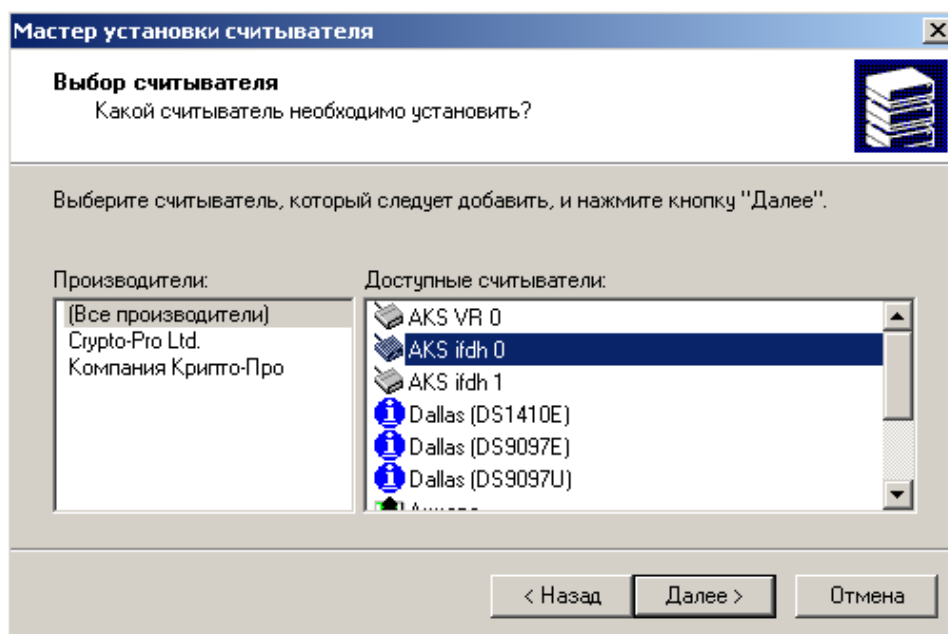 Мастер установки считывателя
Выбор считывателя
Какой считыватель необходимо установить?
Выберите считыватель, который следует добавить, и нажмите кнопку "Далее".
Производители:
(Все производители)
Crypto-Pro Ltd.
Компания Крипто-Про
Доступные считыватели:
AKS VR 0
AKS ifdh 0
AKS ifdh 1
Dallas (DS1410E)
Dallas (DS9097E)
Dallas (DS9097U)
< Назад
Далее >
Отмена